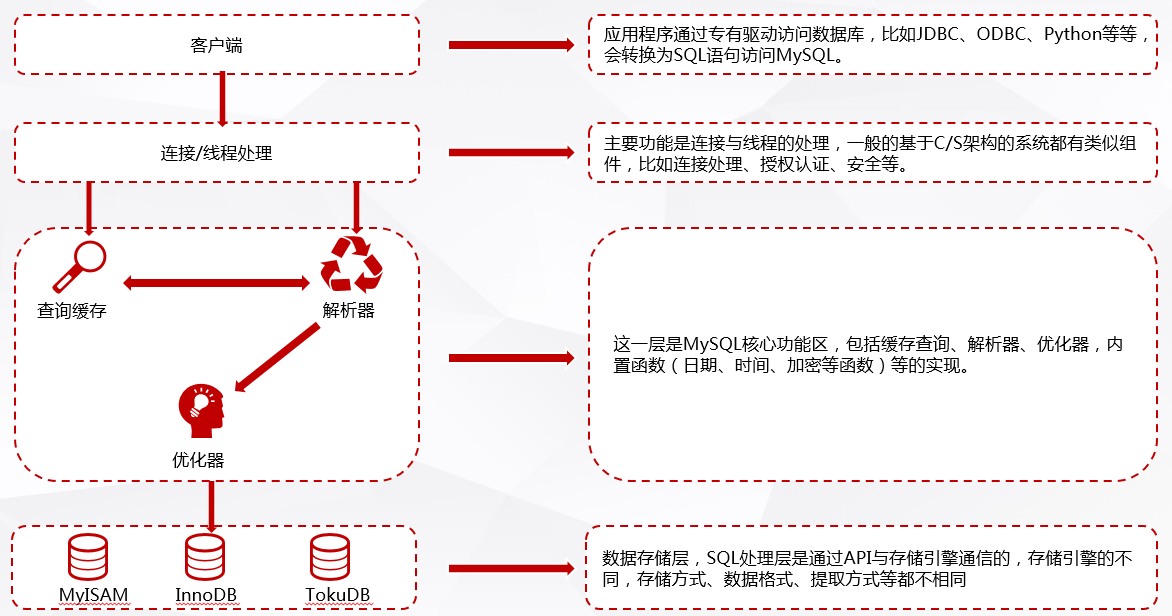 客户端
应用程序通过专有驱动访问数据库，比如JDBC、ODBC、Python等等，
会转换为SQL语句访问MySQL。
连接/线程处理
主要功能是连接与线程的处理，一般的基于C/S架构的系统都有类似组
件，比如连接处理、授权认证、安全等。
查询缓存
解析器
优化器
这一层是MySQL核心功能区，包括缓存查询、解析器、优化器，内
置函数（日期、时间、加密等函数）等的实现。
MyISAM
InnoDB
TokuDB
数据存储层，SQL处理层是通过API与存储引擎通信的，存储引擎的不
同，存储方式、数据格式、提取方式等都不相同